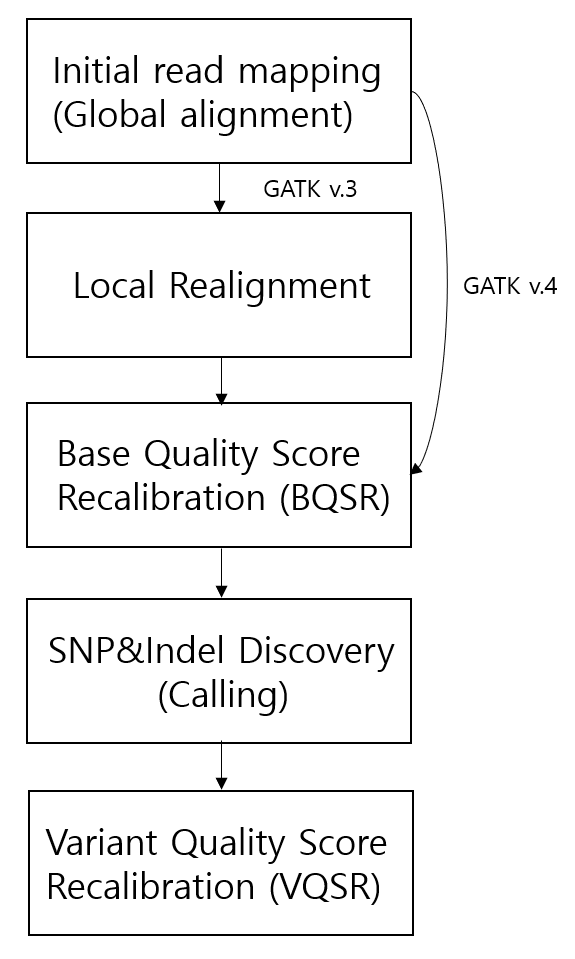 Initial read mapping
(Global alignment)
GATK v.3
Local Realignment
GATK v.4
Base Quality Score
Recalibration (BQSR)
SNP&Indel Discovery
(Calling)
Variant Quality Score
Recalibration (VQSR)